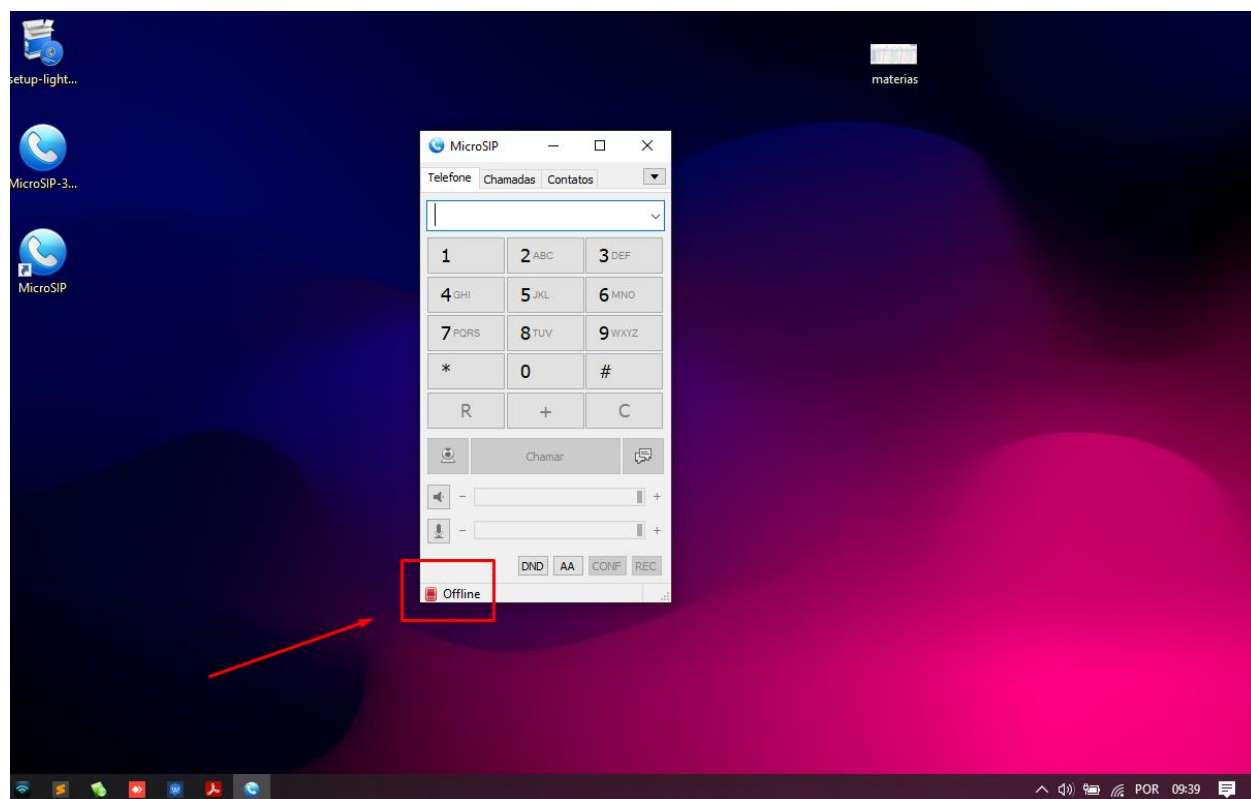 setup-light...
materias
MicroSIP-3...
MicroSIP
MicroSIP
Telefone Chamadas Contatos
1 2 ABC 3 DEF
4 GHI 5 JKL 6 MNO
7 PQRS 8 TUV 9 WXYZ
* 0 #
R + C
Chamar
- +
- +
DND AA CONF REC
Offline
POR 09:39